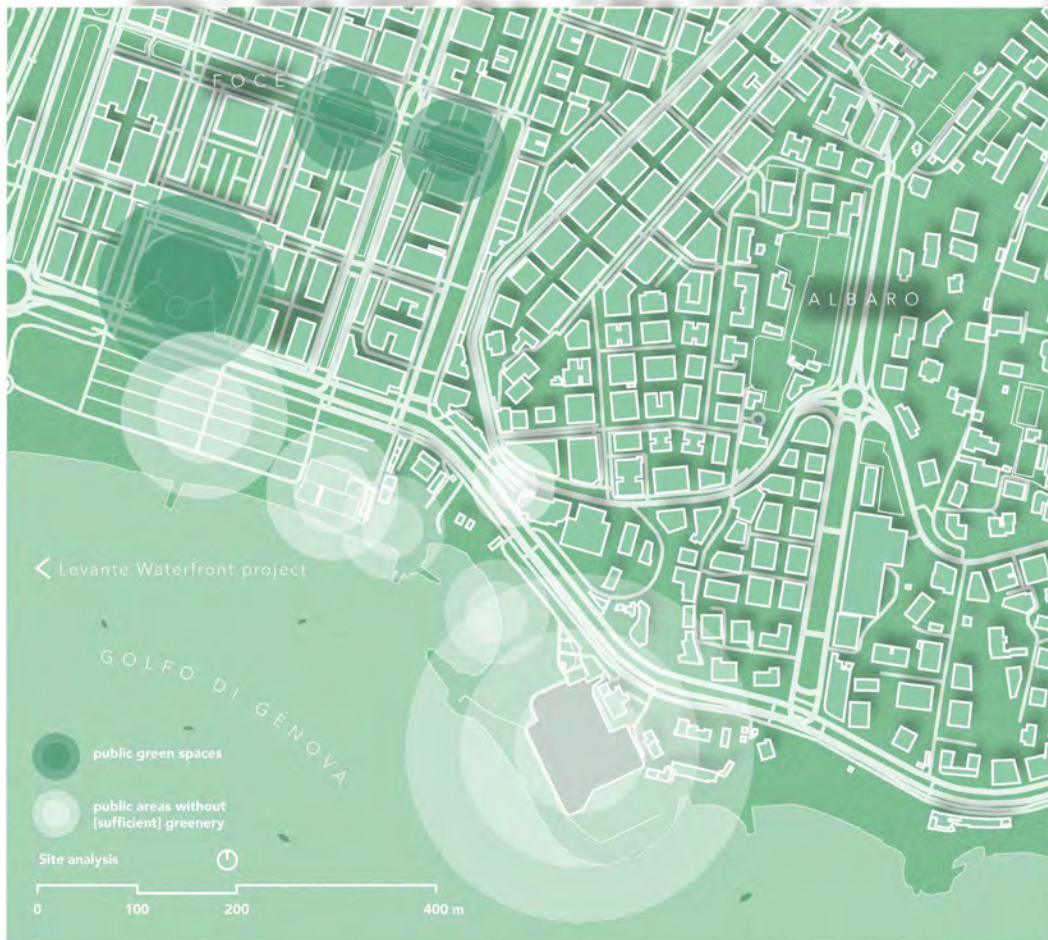 FOCE
ALBARO
< Levante Waterfront project
GOLFO DI GENOVA
public green spaces
public areas without
[sufficient] greenery
Site analysis
0 100 200 400 m